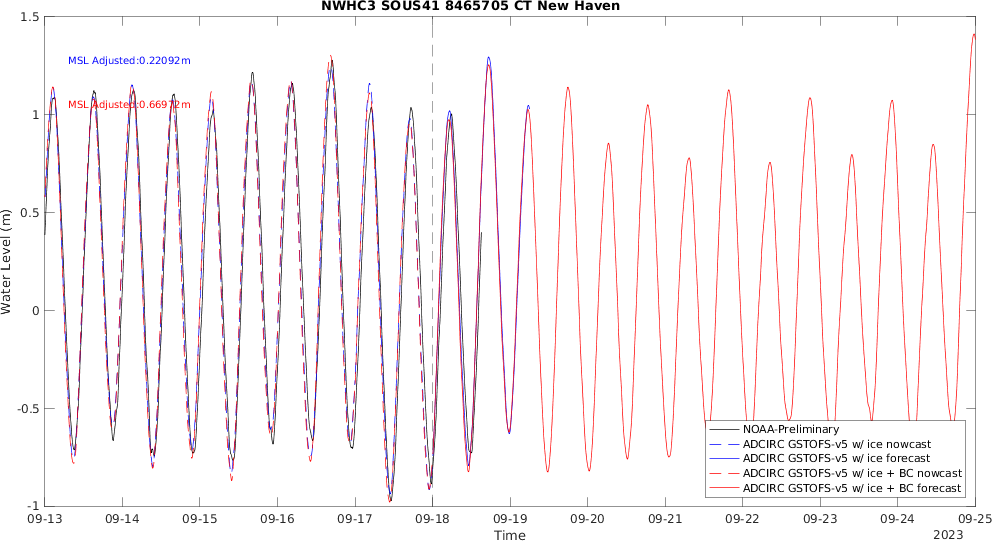 NWHC3 SOUS41 8465705 CT New Haven
1.5
1
0.5
0
-0.5
-1
Water Level (m)
MSL Adjusted:0.22092m
MSL Adjusted:0.66972m
NOAA-Preliminary
ADCIRC GSTOFS-v5 w/ ice nowcast
ADCIRC GSTOFS-v5 w/ ice forecast
ADCIRC GSTOFS-v5 w/ ice + BC nowcast
ADCIRC GSTOFS-v5 w/ ice + BC forecast
09-13 09-14 09-15 09-16 09-17 09-18 09-19 09-20 09-21 09-22 09-23 09-24 09-25
Time
2023